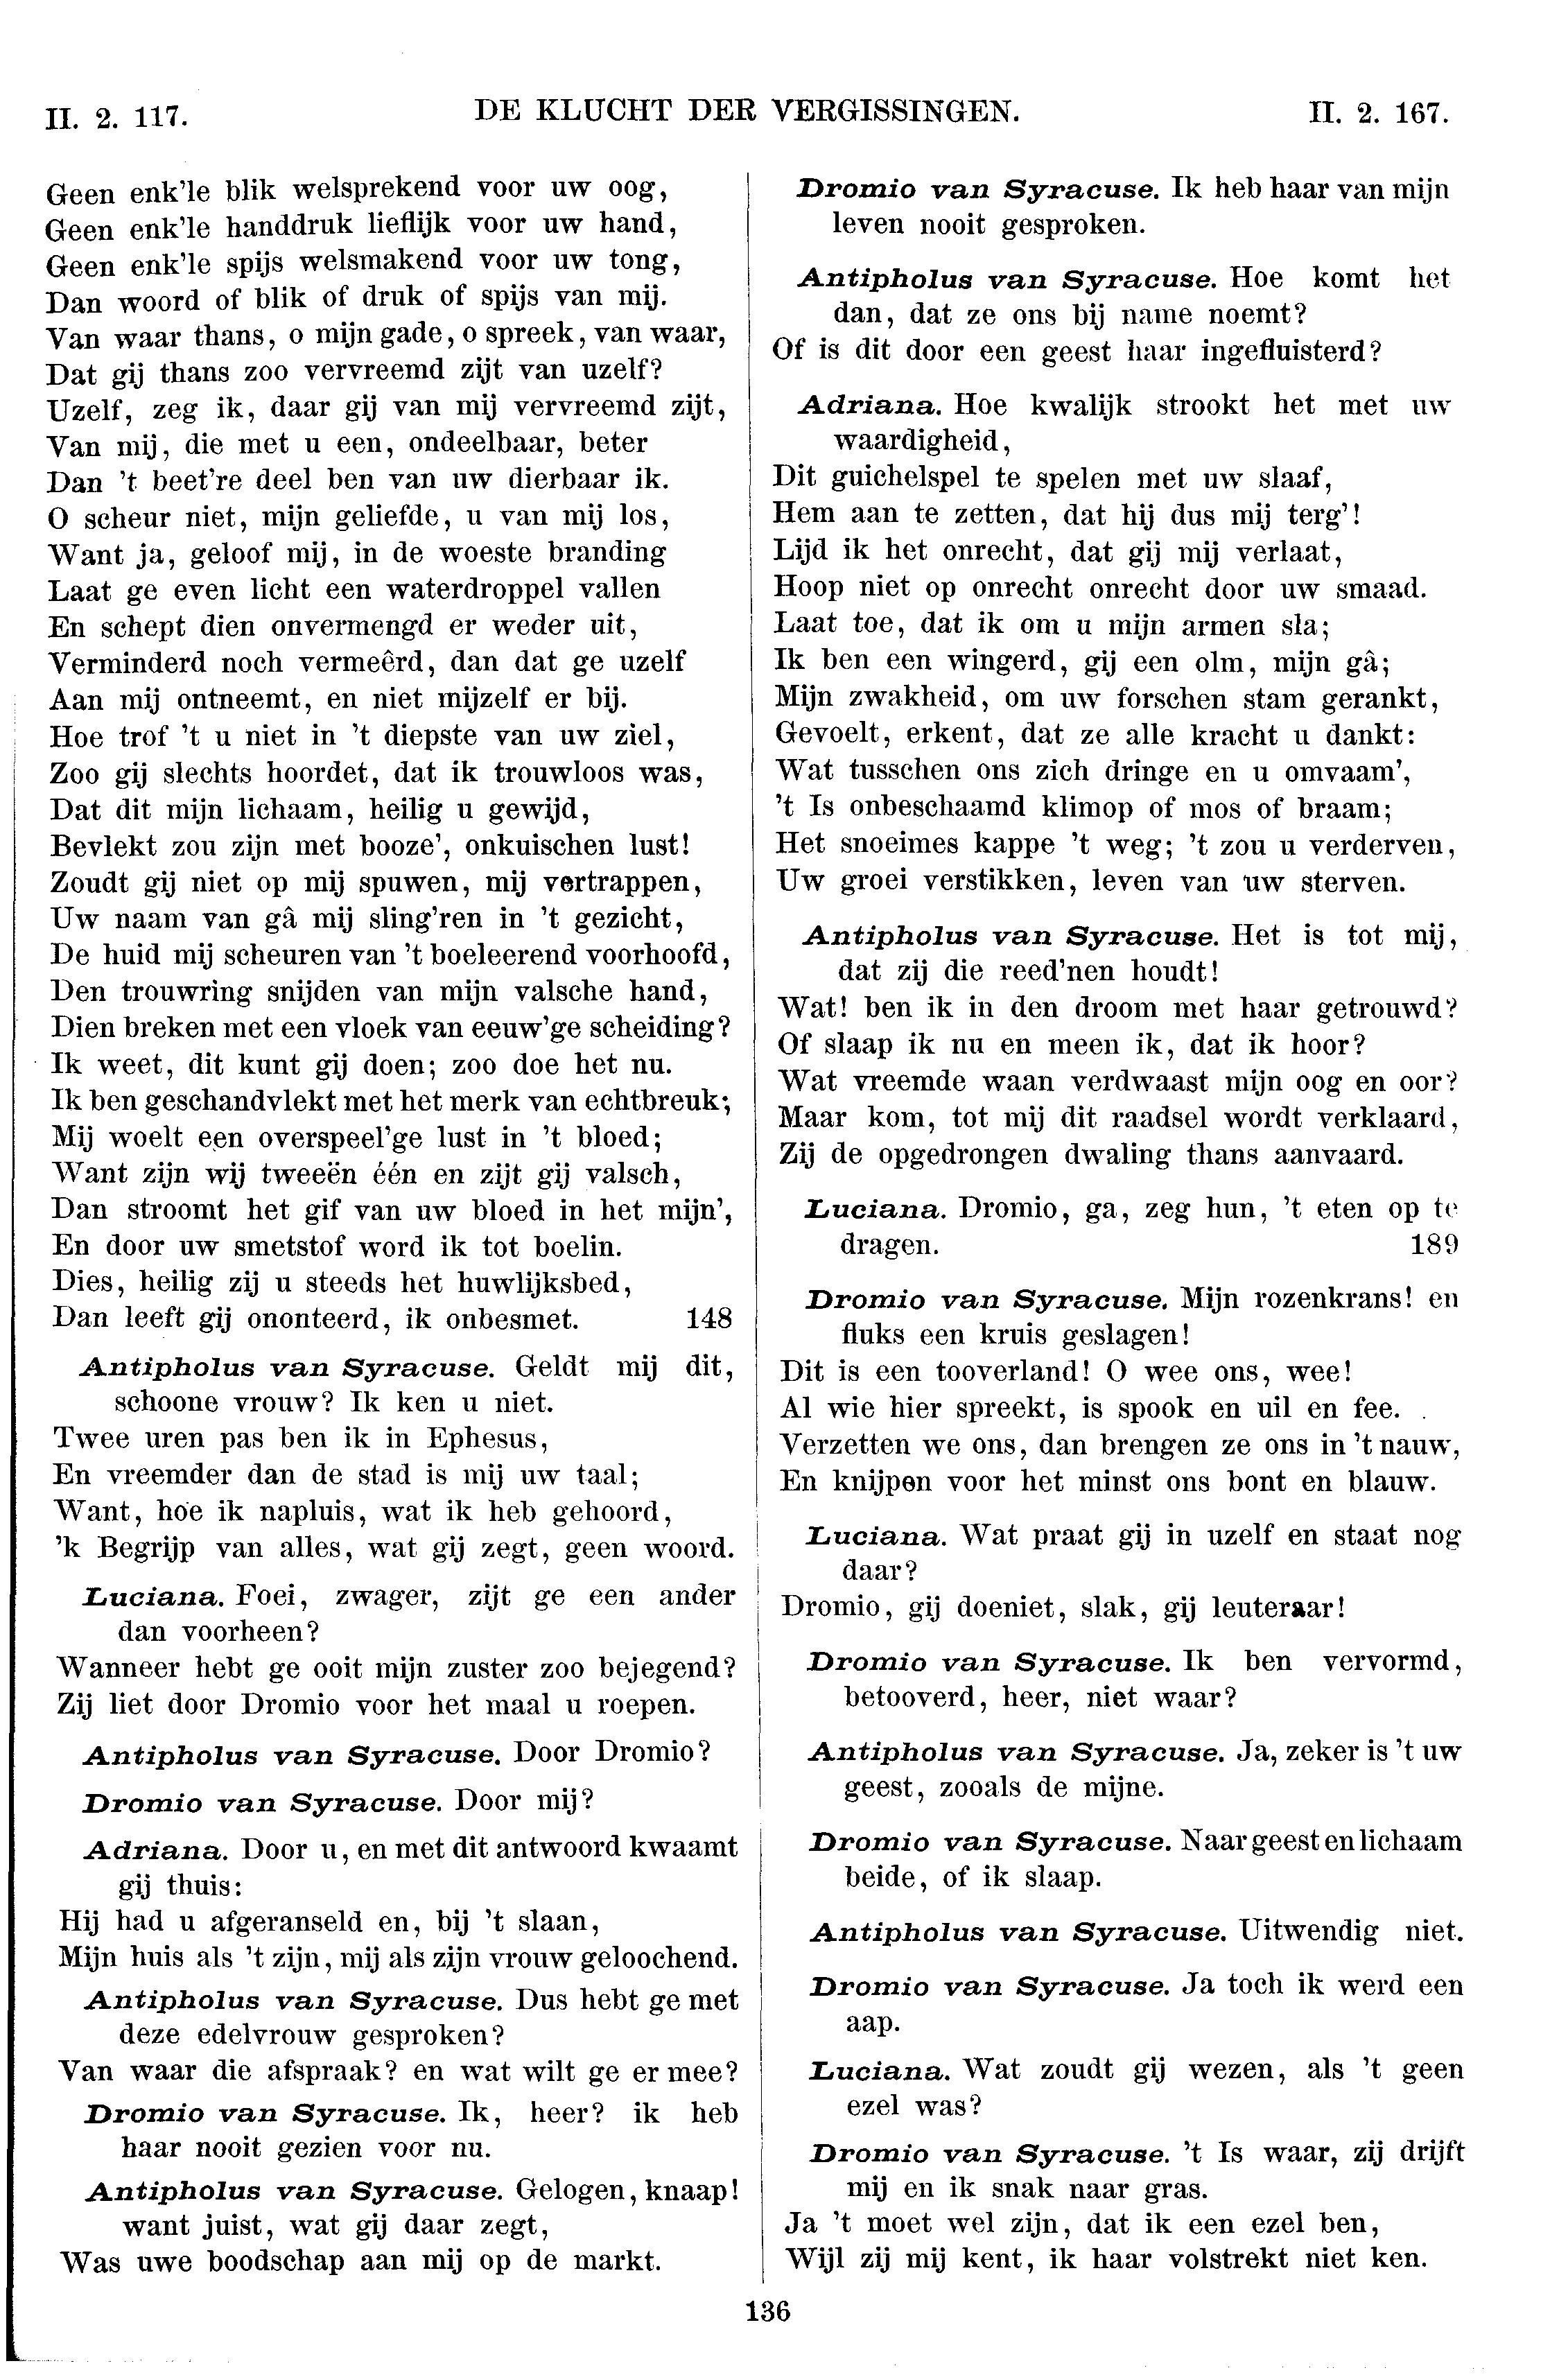 II. 2. 117. DE KLUCHT DER VERGISSINGEN. II. 2. 167.
Geen enk'le blik welsprekend voor uw oog,
Geen enk'le handdruk lieflijk voor uw hand,
Geen enk'le spijs welsmakend voor uw tong,
Dan woord of blik of druk of spijs van mij.
Van waar thans, o mijn gade, o spreek, van waar,
Dat gij thans zoo vervreemd zijt van uzelf?
Uzelf, zeg ik, daar gij van mij vervreemd zijt,
Van mij, die met u een, ondeelbaar, beter
Dan 't beet're deel ben van uw dierbaar ik.
O scheur niet, mijn geliefde, u van mij los,
Want ja, geloof mij, in de woeste branding
Laat ge even licht een waterdroppel vallen
En schept dien onvermengd er weder uit,
Verminderd noch vermeêrd, dan dat ge uzelf
Aan mij ontneemt, en niet mijzelf er bij.
Hoe trof 't u niet in 't diepste van uw ziel,
Zoo gij slechts hoordet, dat ik trouwloos was,
Dat dit mijn lichaam, heilig u gewijd,
Bevlekt zou zijn met booze', onkuischen lust!
Zoudt gij niet op mij spuwen, mij vertrappen,
Uw naam van gâ mij sling'ren in 't gezicht,
De huid mij scheuren van 't boeleerend voorhoofd,
Den trouwring snijden van mijn valsche hand,
Dien breken met een vloek van eeuw'ge scheiding?
Ik weet, dit kunt gij doen; zoo doe het nu.
Ik ben geschandvlekt met het merk van echtbreuk;
Mij woelt een overspeel'ge lust in 't bloed;
Want zijn wij tweeën één en zijt gij valsch,
Dan stroomt het gif van uw bloed in het mijn',
En door uw smetstof word ik tot boelin.
Dies, heilig zij u steeds het huwlijksbed,
Dan leeft gij ononteerd, ik onbesmet. 148
Antipholus van Syracuse. Geldt mij dit,
schoone vrouw? Ik ken u niet.
Twee uren pas ben ik in Ephesus,
En vreemder dan de stad is mij uw taal;
Want, hoe ik napluis, wat ik heb gehoord,
'k Begrijp van alles, wat gij zegt, geen woord.
Luciana. Foei, zwager, zijt ge een ander
dan voorheen?
Wanneer hebt ge ooit mijn zuster zoo bejegend?
Zij liet door Dromio voor het maal u roepen.
Antipholus van Syracuse. Door Dromio?
Dromio van Syracuse. Door mij?
Adriana. Door u, en met dit antwoord kwaamt
gij thuis:
Hij had u afgeranseld en, bij 't slaan,
Mijn huis als 't zijn, mij als zijn vrouw geloochend.
Antipholus van Syracuse. Dus hebt ge met
deze edelvrouw gesproken?
Van waar die afspraak? en wat wilt ge er mee?
Dromio van Syracuse. Ik, heer? ik heb
haar nooit gezien voor nu.
Antipholus van Syracuse. Gelogen, knaap!
want juist, wat gij daar zegt,
Was uwe boodschap aan mij op de markt.
Dromio van Syracuse. Ik heb haar van mijn
leven nooit gesproken.
Antipholus van Syracuse. Hoe komt het
dan, dat ze ons bij name noemt?
Of is dit door een geest haar ingefluisterd?
Adriana. Hoe kwalijk strookt het met uw
waardigheid,
Dit guichelspel te spelen met uw slaaf,
Hem aan te zetten, dat hij dus mij terg'!
Lijd ik het onrecht, dat gij mij verlaat,
Hoop niet op onrecht onrecht door uw smaad.
Laat toe, dat ik om u mijn armen sla;
Ik ben een wingerd, gij een olm, mijn gâ;
Mijn zwakheid, om uw forschen stam gerankt,
Gevoelt, erkent, dat ze alle kracht u dankt:
Wat tusschen ons zich dringe en u omvaam',
't Is onbeschaamd klimop of mos of braam;
Het snoeimes kappe 't weg; 't zou u verderven,
Uw groei verstikken, leven van uw sterven.
Antipholus van Syracuse. Het is tot mij,
dat zij die reed'nen houdt!
Wat! ben ik in den droom met haar getrouwd?
Of slaap ik nu en meen ik, dat ik hoor?
Wat vreemde waan verdwaast mijn oog en oor?
Maar kom, tot mij dit raadsel wordt verklaard,
Zij de opgedrongen dwaling thans aanvaard.
Luciana. Dromio, ga, zeg hun, 't eten op te
dragen. 189
Dromio van Syracuse. Mijn rozenkrans! en
fluks een kruis geslagen!
Dit is een tooverland! O wee ons, wee!
Al wie hier spreekt, is spook en uil en fee.
Verzetten we ons, dan brengen ze ons in 't nauw,
En knijpen voor het minst ons bont en blauw.
Luciana. Wat praat gij in uzelf en staat nog
daar?
Dromio, gij doeniet, slak, gij leuteraar!
Dromio van Syracuse. Ik ben vervormd,
betooverd, heer, niet waar?
Antipholus van Syracuse. Ja, zeker is 't uw
geest, zooals de mijne.
Dromio van Syracuse. Naar geest en lichaam
beide, of ik slaap.
Antipholus van Syracuse. Uitwendig niet.
Dromio van Syracuse. Ja toch ik werd een
aap.
Luciana. Wat zoudt gij wezen, als 't geen
ezel was?
Dromio van Syracuse. 't Is waar, zij drijft
mij en ik snak naar gras.
Ja 't moet wel zijn, dat ik een ezel ben,
Wijl zij mij kent, ik haar volstrekt niet ken.
136